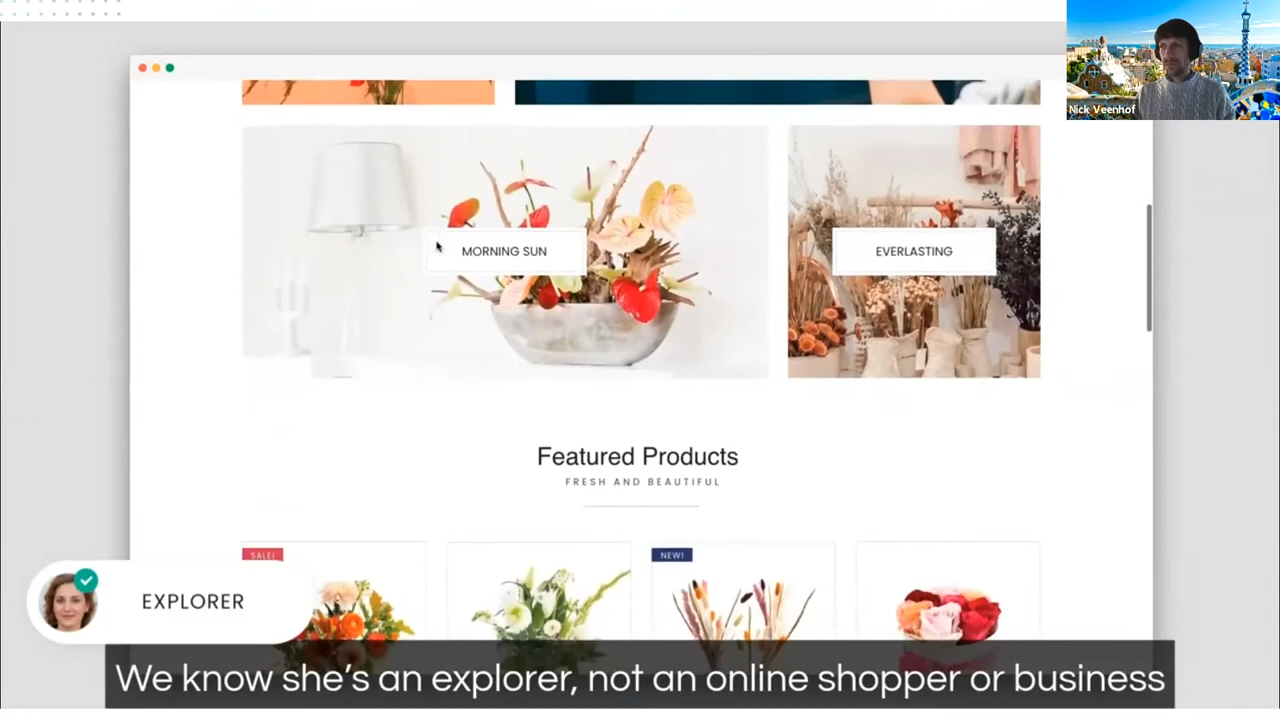 Nick Veenhof
MORNING SUN
EVERLASTING
Featured Products
FRESH AND BEAUTIFUL
SALE!
NEW!
EXPLORER
We know she's an explorer, not an online shopper or business